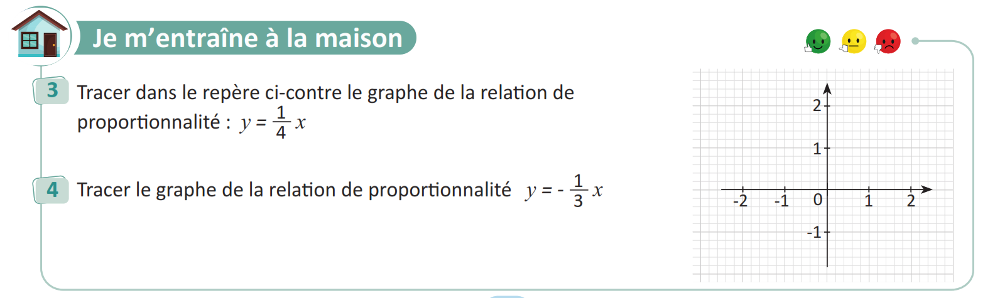 Je m'entraîne à la maison
3 Tracer dans le repère ci-contre le graphe de la relation de
proportionnalité : y = 1/4 x
4 Tracer le graphe de la relation de proportionnalité y = - 1/3 x
2
1
-2 -1 0 1 2
-1